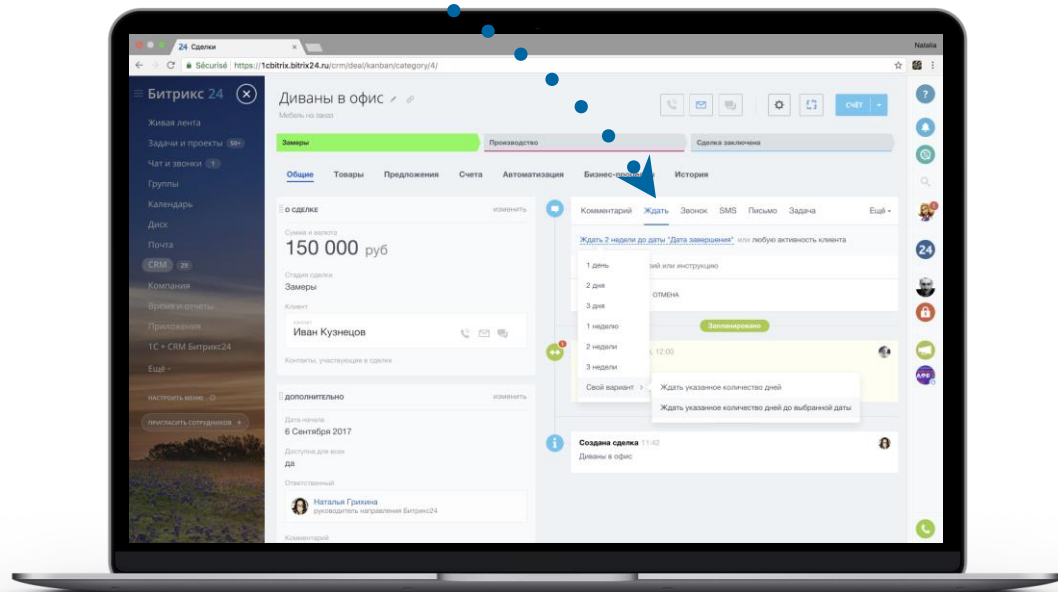 24 Сделки
Natalia
Sécurisé https://1cbitrix.bitrix24.ru/crm/deal/kanban/category/4/
Битрикс 24
Живая лента
Задачи и проекты 50+
Чат и звонки 1
Группы
Календарь
Диск
Почта
CRM 29
Компания
Время и отчеты
Приложения
1С + CRM Битрикс24
Ещё
НАСТРОИТЬ МЕНЮ
ПРИГЛАСИТЬ СОТРУДНИКОВ +
Диваны в офис
Мебель на заказ
СЧЁТ
Замеры
Производство
Сделка заключена
Общие Товары Предложения Счета Автоматизация История
О СДЕЛКЕ изменить
Сумма и валюта
150 000 руб
Стадия сделки
Замеры
Клиент
Иван Кузнецов
Контакты, участвующие в сделке
ДОПОЛНИТЕЛЬНО изменить
Дата начала
6 Сентября 2017
Доступна для всех
да
Ответственный
Наталья Грихина
руководитель направления Битрикс24
Комментарий
Комментарий Ждать Звонок SMS Письмо Задача Ещё
Ждать 2 недели до даты "Дата завершения" или любую активность клиента
1 день
или инструкцию
2 дня
ОТМЕНА
3 дня
1 неделю
Запланировано
2 недели
12:00
3 недели
Свой вариант
Ждать указанное количество дней
Ждать указанное количество дней до выбранной даты
Создана сделка 11:42
Диваны в офис
?
24
1